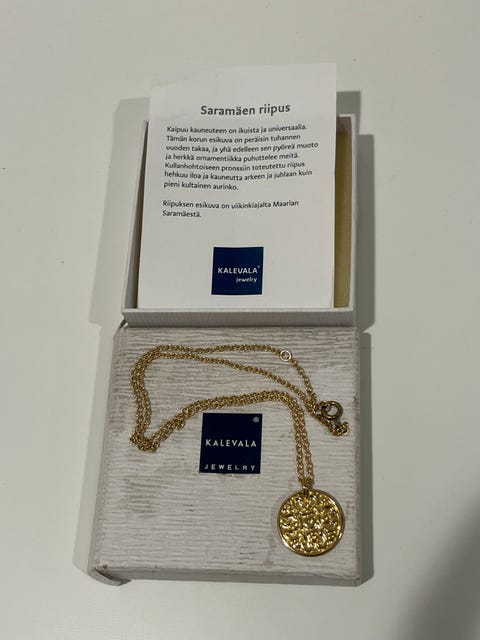 Saramäen riipus
Kaipuu kauneuteen on ikuista ja universaalia.
Tämän korun esikuva on peräisin tuhannen
vuoden takaa, ja yhä edelleen sen pyöreä muoto
ja herkkä ornamentiikka puhuttelee meitä.
Kullanhohtoiseen pronssiin toteutettu riipus
hehkuu iloa ja kauneutta arkeen ja juhlaan kuin
pieni kultainen aurinko.
Riipuksen esikuva on viikinkiajalta Maarian
Saramäestä.
KALEVALA®
jewelry
®
KALEVALA
JEWELRY